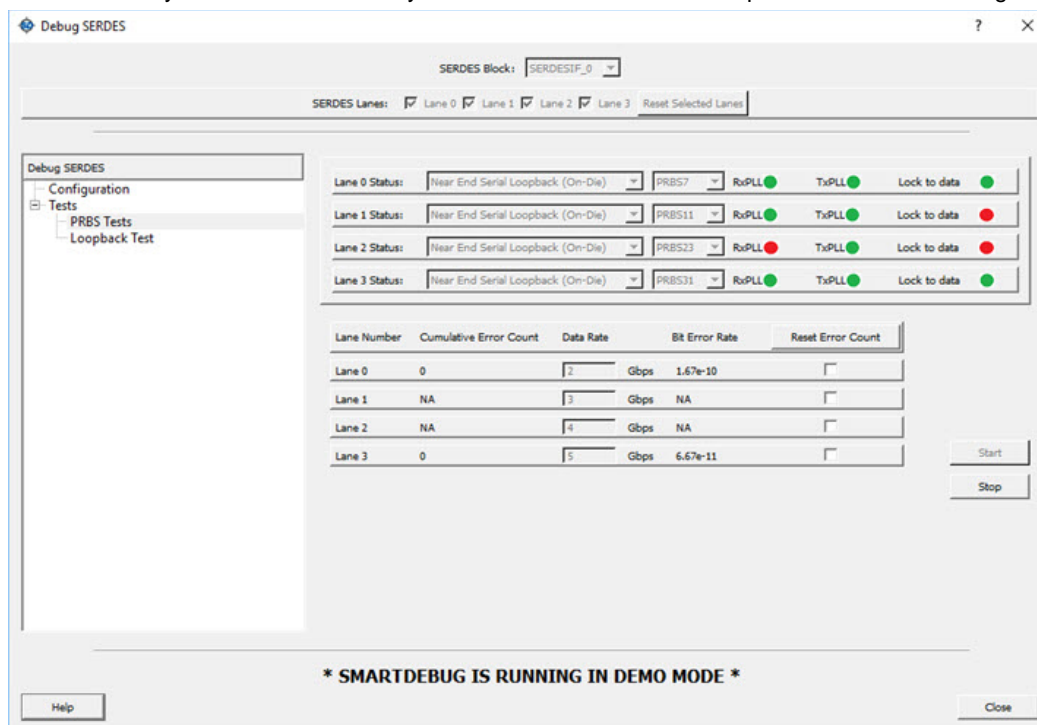 Debug SERDES ? X
SERDES Block: SERDESIF_0
SERDES Lanes: Lane 0 Lane 1 Lane 2 Lane 3 Reset Selected Lanes
Debug SERDES
Configuration
Tests
PRBS Tests
Loopback Test
Lane 0 Status: Near End Serial Loopback (On-Die) PRBS7 RxPLL TxPLL Lock to data
Lane 1 Status: Near End Serial Loopback (On-Die) PRBS11 RxPLL TxPLL Lock to data
Lane 2 Status: Near End Serial Loopback (On-Die) PRBS23 RxPLL TxPLL Lock to data
Lane 3 Status: Near End Serial Loopback (On-Die) PRBS31 RxPLL TxPLL Lock to data
Lane Number Cumulative Error Count Data Rate Bit Error Rate Reset Error Count
Lane 0 0 2 Gbps 1.67e-10
Lane 1 NA 3 Gbps NA
Lane 2 NA 4 Gbps NA
Lane 3 0 5 Gbps 6.67e-11
Start
Stop
* SMARTDEBUG IS RUNNING IN DEMO MODE *
Help Close